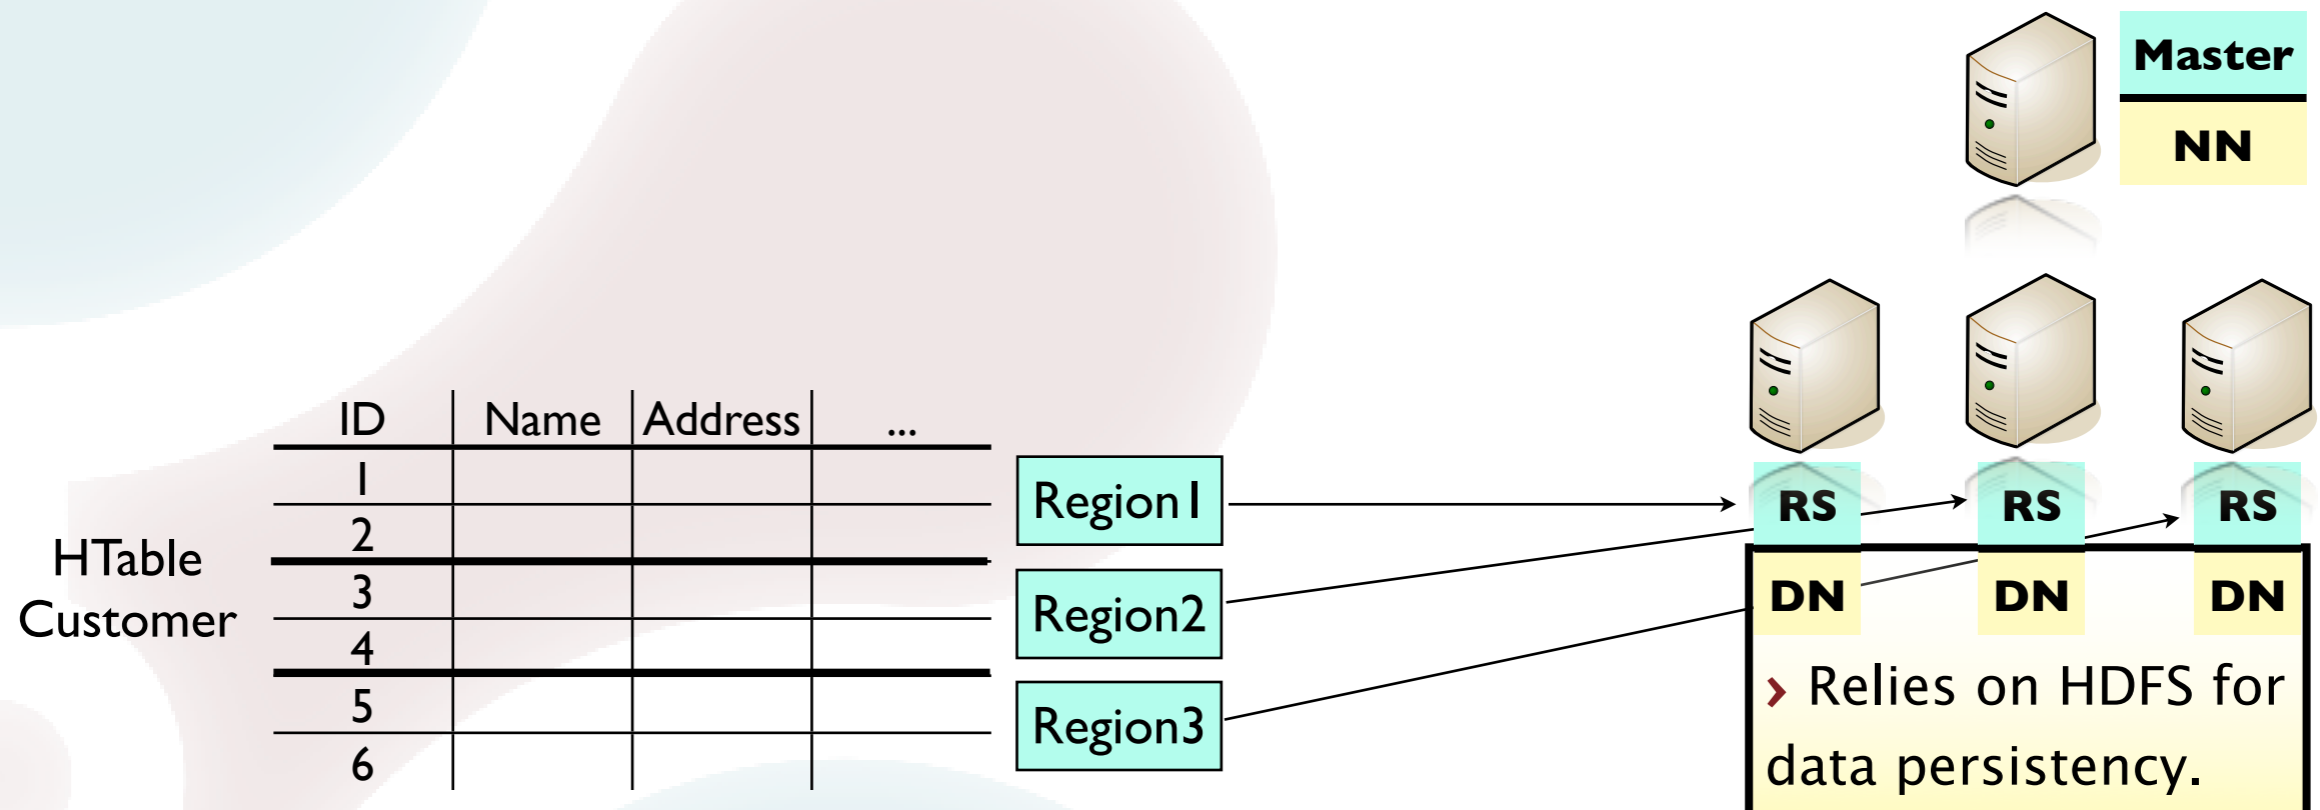 Master
NN
ID Name Address ...
1
2
3
4
5
6
HTable
Customer
Region1
Region2
Region3
RS RS RS
DN DN DN
› Relies on HDFS for
data persistency.